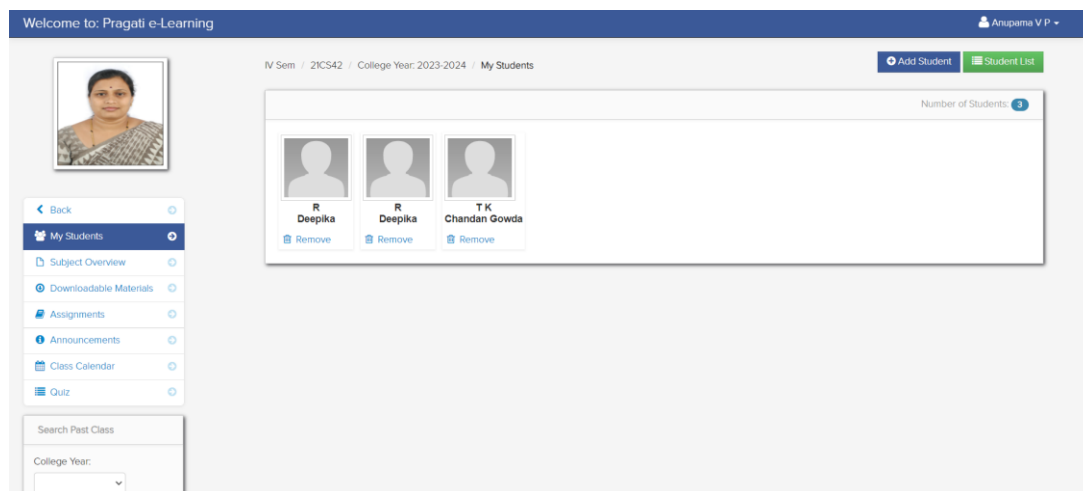 Welcome to: Pragati e-Learning
Anupama V P
IV Sem / 21CS42 / College Year: 2023-2024 / My Students
Add Student
Student List
Number of Students: 3
R
Deepika
Remove
R
Deepika
Remove
T K
Chandan Gowda
Remove
Back
My Students
Subject Overview
Downloadable Materials
Assignments
Announcements
Class Calendar
Quiz
Search Past Class
College Year: